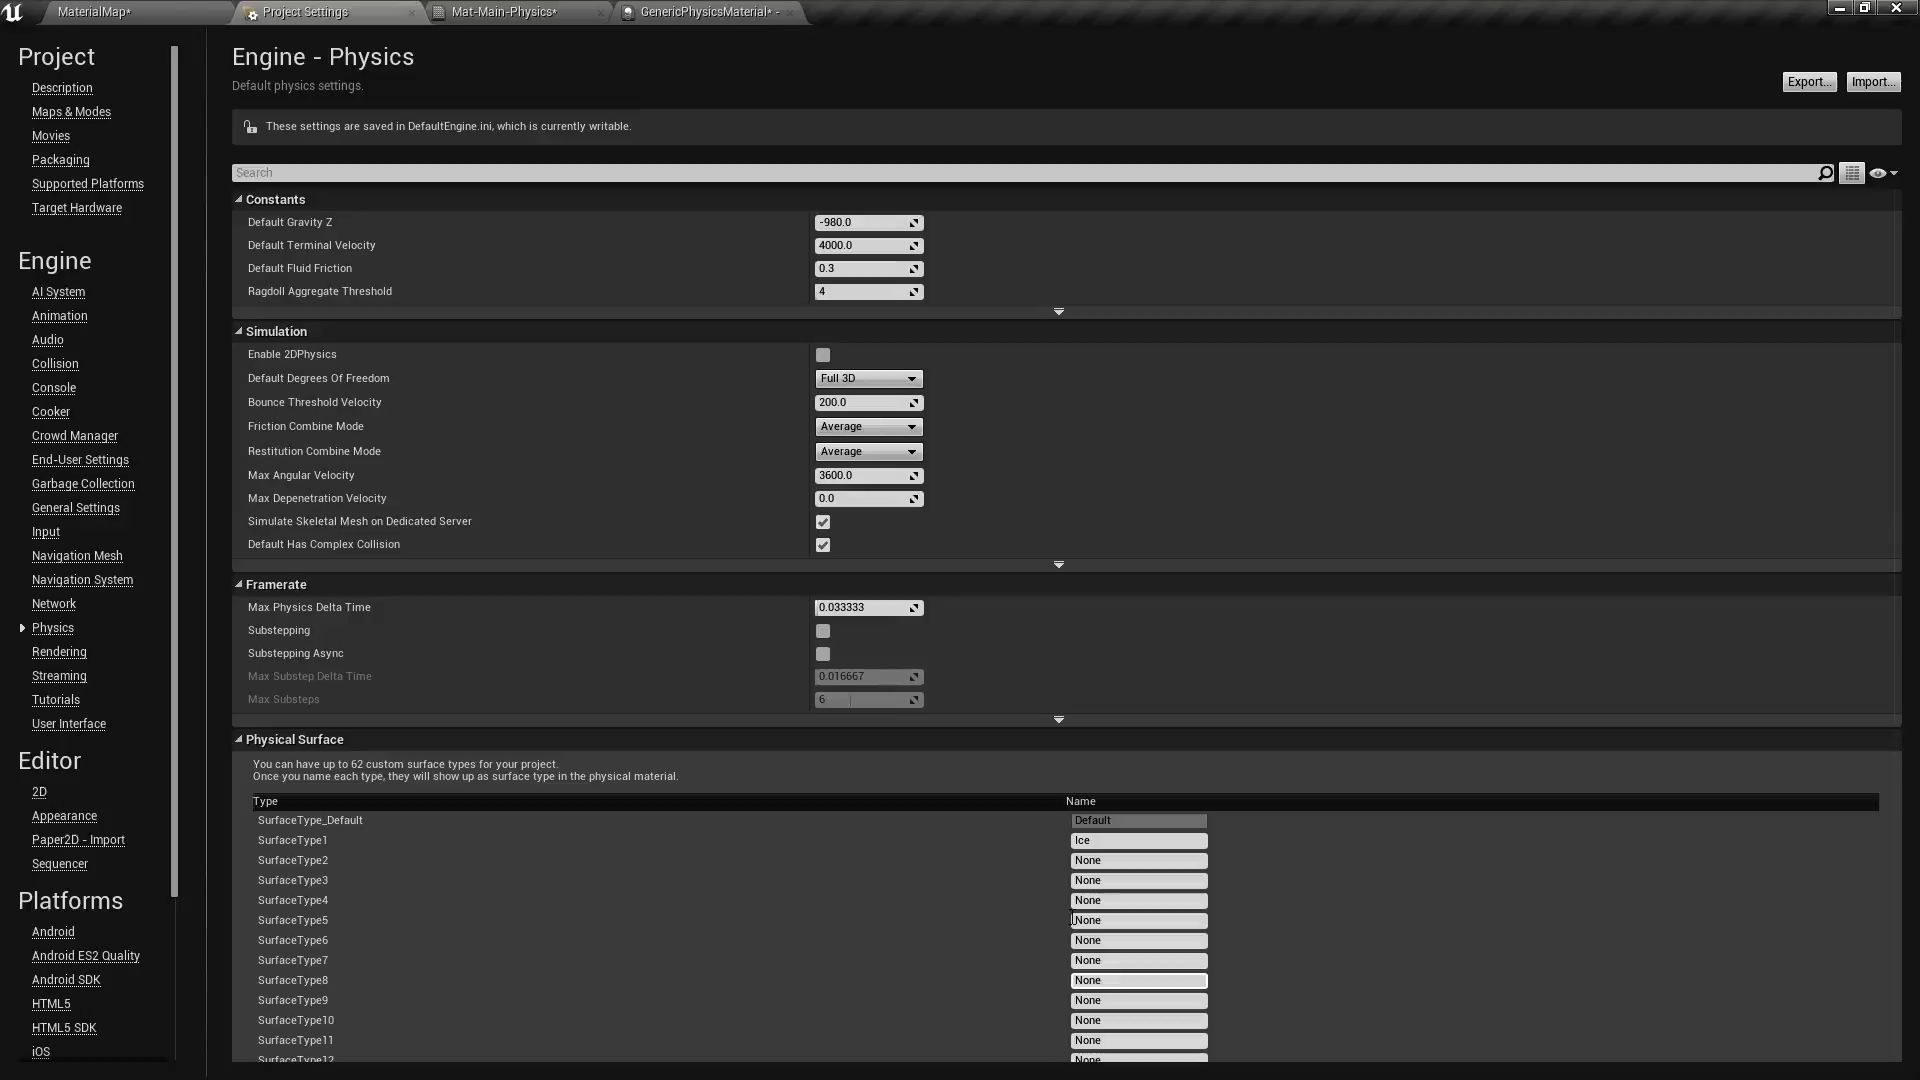 MaterialMap*
Project Settings
Mat-Main-Physics*
GenericPhysicsMaterial* -
Project
Description
Maps & Modes
Movies
Packaging
Supported Platforms
Target Hardware
Engine
AI System
Animation
Audio
Collision
Console
Cooker
Crowd Manager
End-User Settings
Garbage Collection
General Settings
Input
Navigation Mesh
Navigation System
Network
Physics
Rendering
Streaming
Tutorials
User Interface
Editor
2D
Appearance
Paper2D - Import
Sequencer
Platforms
Android
Android ES2 Quality
Android SDK
HTML5
HTML5 SDK
iOS
Engine - Physics
Default physics settings.
Export...
Import...
These settings are saved in DefaultEngine.ini, which is currently writable.
Search
Constants
Default Gravity Z -980.0
Default Terminal Velocity 4000.0
Default Fluid Friction 0.3
Ragdoll Aggregate Threshold 4
Simulation
Enable 2DPhysics
Default Degrees Of Freedom Full 3D
Bounce Threshold Velocity 200.0
Friction Combine Mode Average
Restitution Combine Mode Average
Max Angular Velocity 3600.0
Max Depenetration Velocity 0.0
Simulate Skeletal Mesh on Dedicated Server
Default Has Complex Collision
Framerate
Max Physics Delta Time 0.033333
Substepping
Substepping Async
Max Substep Delta Time 0.016667
Max Substeps 6
Physical Surface
You can have up to 62 custom surface types for your project.
Once you name each type, they will show up as surface type in the physical material.
Type Name
SurfaceType_Default Default
SurfaceType1 Ice
SurfaceType2 None
SurfaceType3 None
SurfaceType4 None
SurfaceType5 None
SurfaceType6 None
SurfaceType7 None
SurfaceType8 None
SurfaceType9 None
SurfaceType10 None
SurfaceType11 None
SurfaceType12 None